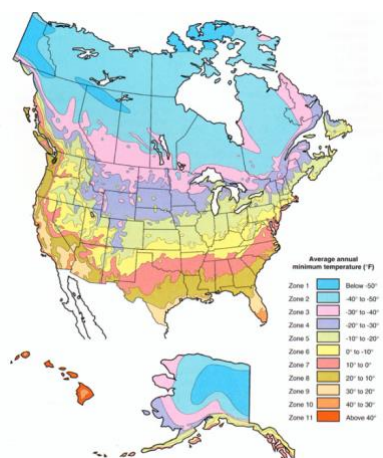 Average annual
minimum temperature (°F)
Zone 1 Below -50°
Zone 2 -40° to -50°
Zone 3 -30° to -40°
Zone 4 -20° to -30°
Zone 5 -10° to -20°
Zone 6 0° to -10°
Zone 7 10° to 0°
Zone 8 20° to 10°
Zone 9 30° to 20°
Zone 10 40° to 30°
Zone 11 Above 40°